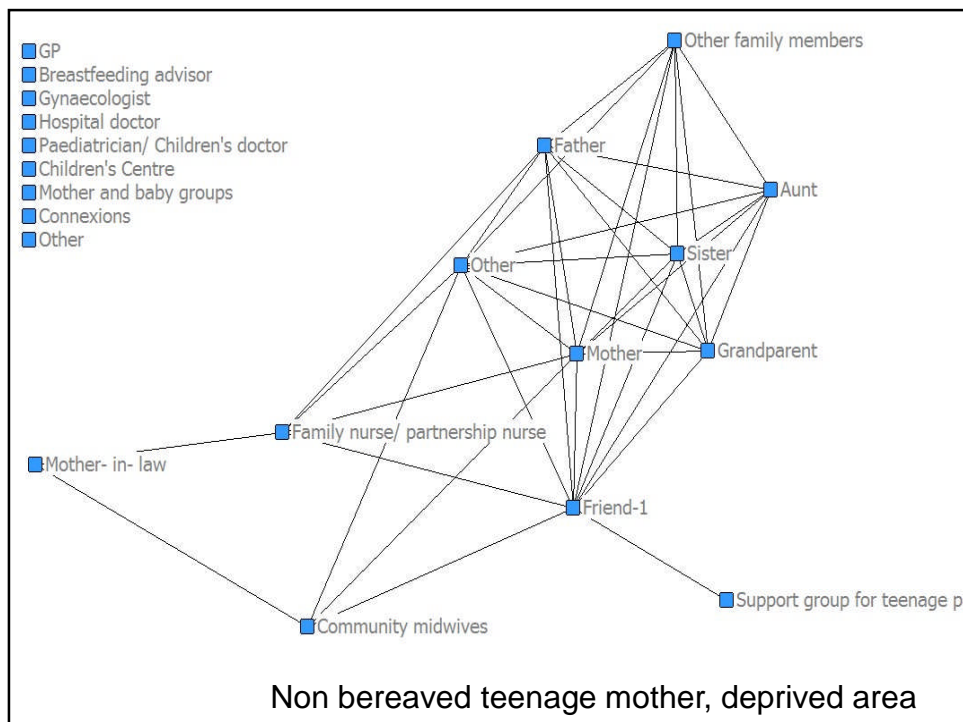 GP
Breastfeeding advisor
Gynaecologist
Hospital doctor
Paediatrician/ Children's doctor
Children's Centre
Mother and baby groups
Connexions
Other
Other family members
Father
Aunt
Sister
Other
Mother
Grandparent
Family nurse/ partnership nurse
Mother- in- law
Friend-1
Support group for teenage p
Community midwives
Non bereaved teenage mother, deprived area